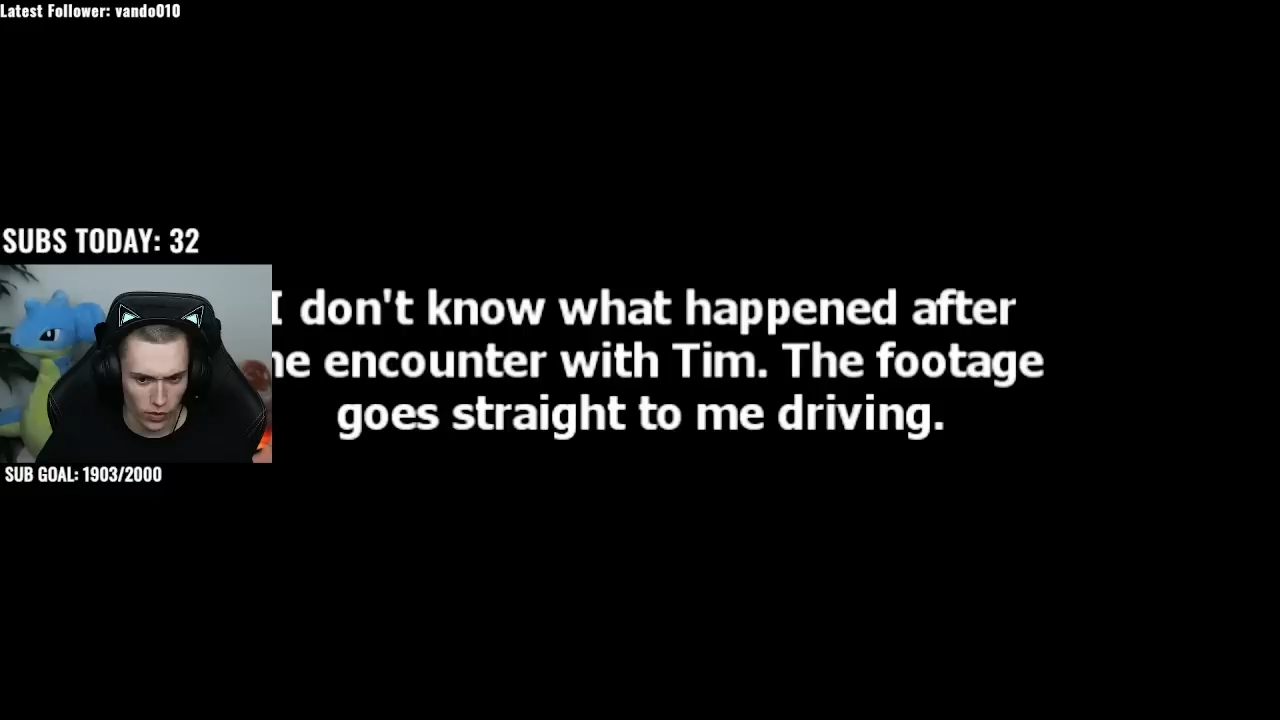 Latest Follower: vando010
SUBS TODAY: 32
I don't know what happened after
encounter with Tim. The footage
goes straight to me driving.
SUB GOAL: 1903/2000